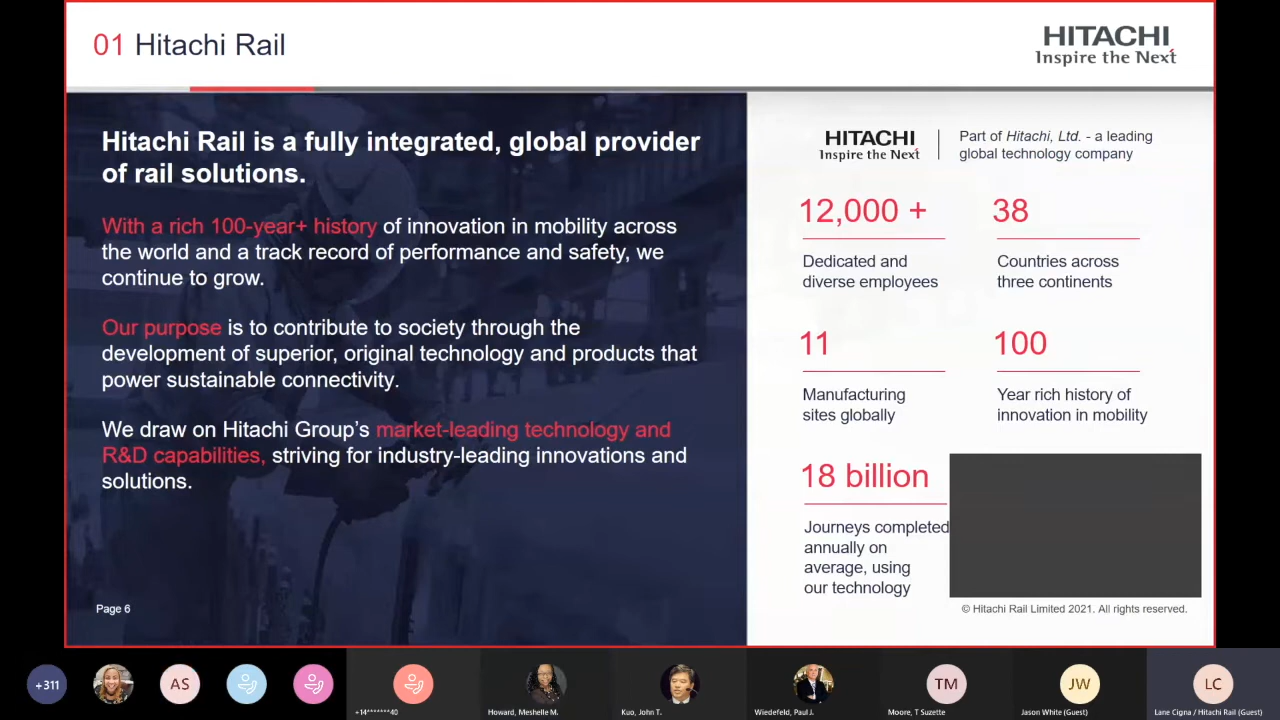 01 Hitachi Rail
HITACHI
Inspire the Next
Hitachi Rail is a fully integrated, global provider
of rail solutions.
With a rich 100-year+ history of innovation in mobility across
the world and a track record of performance and safety, we
continue to grow.
Our purpose is to contribute to society through the
development of superior, original technology and products that
power sustainable connectivity.
We draw on Hitachi Group’s market-leading technology and
R&D capabilities, striving for industry-leading innovations and
solutions.
Page 6
HITACHI
Inspire the Next
Part of Hitachi, Ltd. - a leading
global technology company
12,000 +
Dedicated and
diverse employees
38
Countries across
three continents
11
Manufacturing
sites globally
100
Year rich history of
innovation in mobility
18 billion
Journeys completed
annually on
average, using
our technology
© Hitachi Rail Limited 2021. All rights reserved.
+311
AS
+14*******40
Howard, Meshelle M.
Kuo, John T.
Wiedefeld, Paul J.
TM
Moore, T Suzette
JW
Jason White (Guest)
LC
Lane Cigna / Hitachi Rail (Guest)